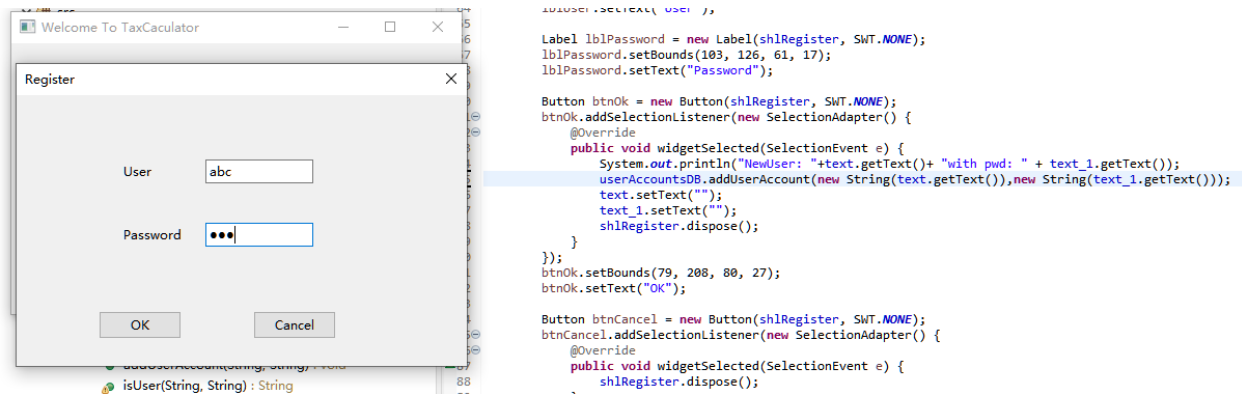 src
Welcome To TaxCaculator
Register
User
abc
Password
•••
OK
Cancel
isUser(String, String) : String
lblUser.setText("User");
Label lblPassword = new Label(shlRegister, SWT.NONE);
lblPassword.setBounds(103, 126, 61, 17);
lblPassword.setText("Password");
Button btnOk = new Button(shlRegister, SWT.NONE);
btnOk.addSelectionListener(new SelectionAdapter() {
@Override
public void widgetSelected(SelectionEvent e) {
System.out.println("NewUser: "+text.getText()+ "with pwd: " + text_1.getText());
userAccountsDB.addUserAccount(new String(text.getText()),new String(text_1.getText()));
text.setText("");
text_1.setText("");
shlRegister.dispose();
}
});
btnOk.setBounds(79, 208, 80, 27);
btnOk.setText("OK");
Button btnCancel = new Button(shlRegister, SWT.NONE);
btnCancel.addSelectionListener(new SelectionAdapter() {
@Override
public void widgetSelected(SelectionEvent e) {
88 shlRegister.dispose();